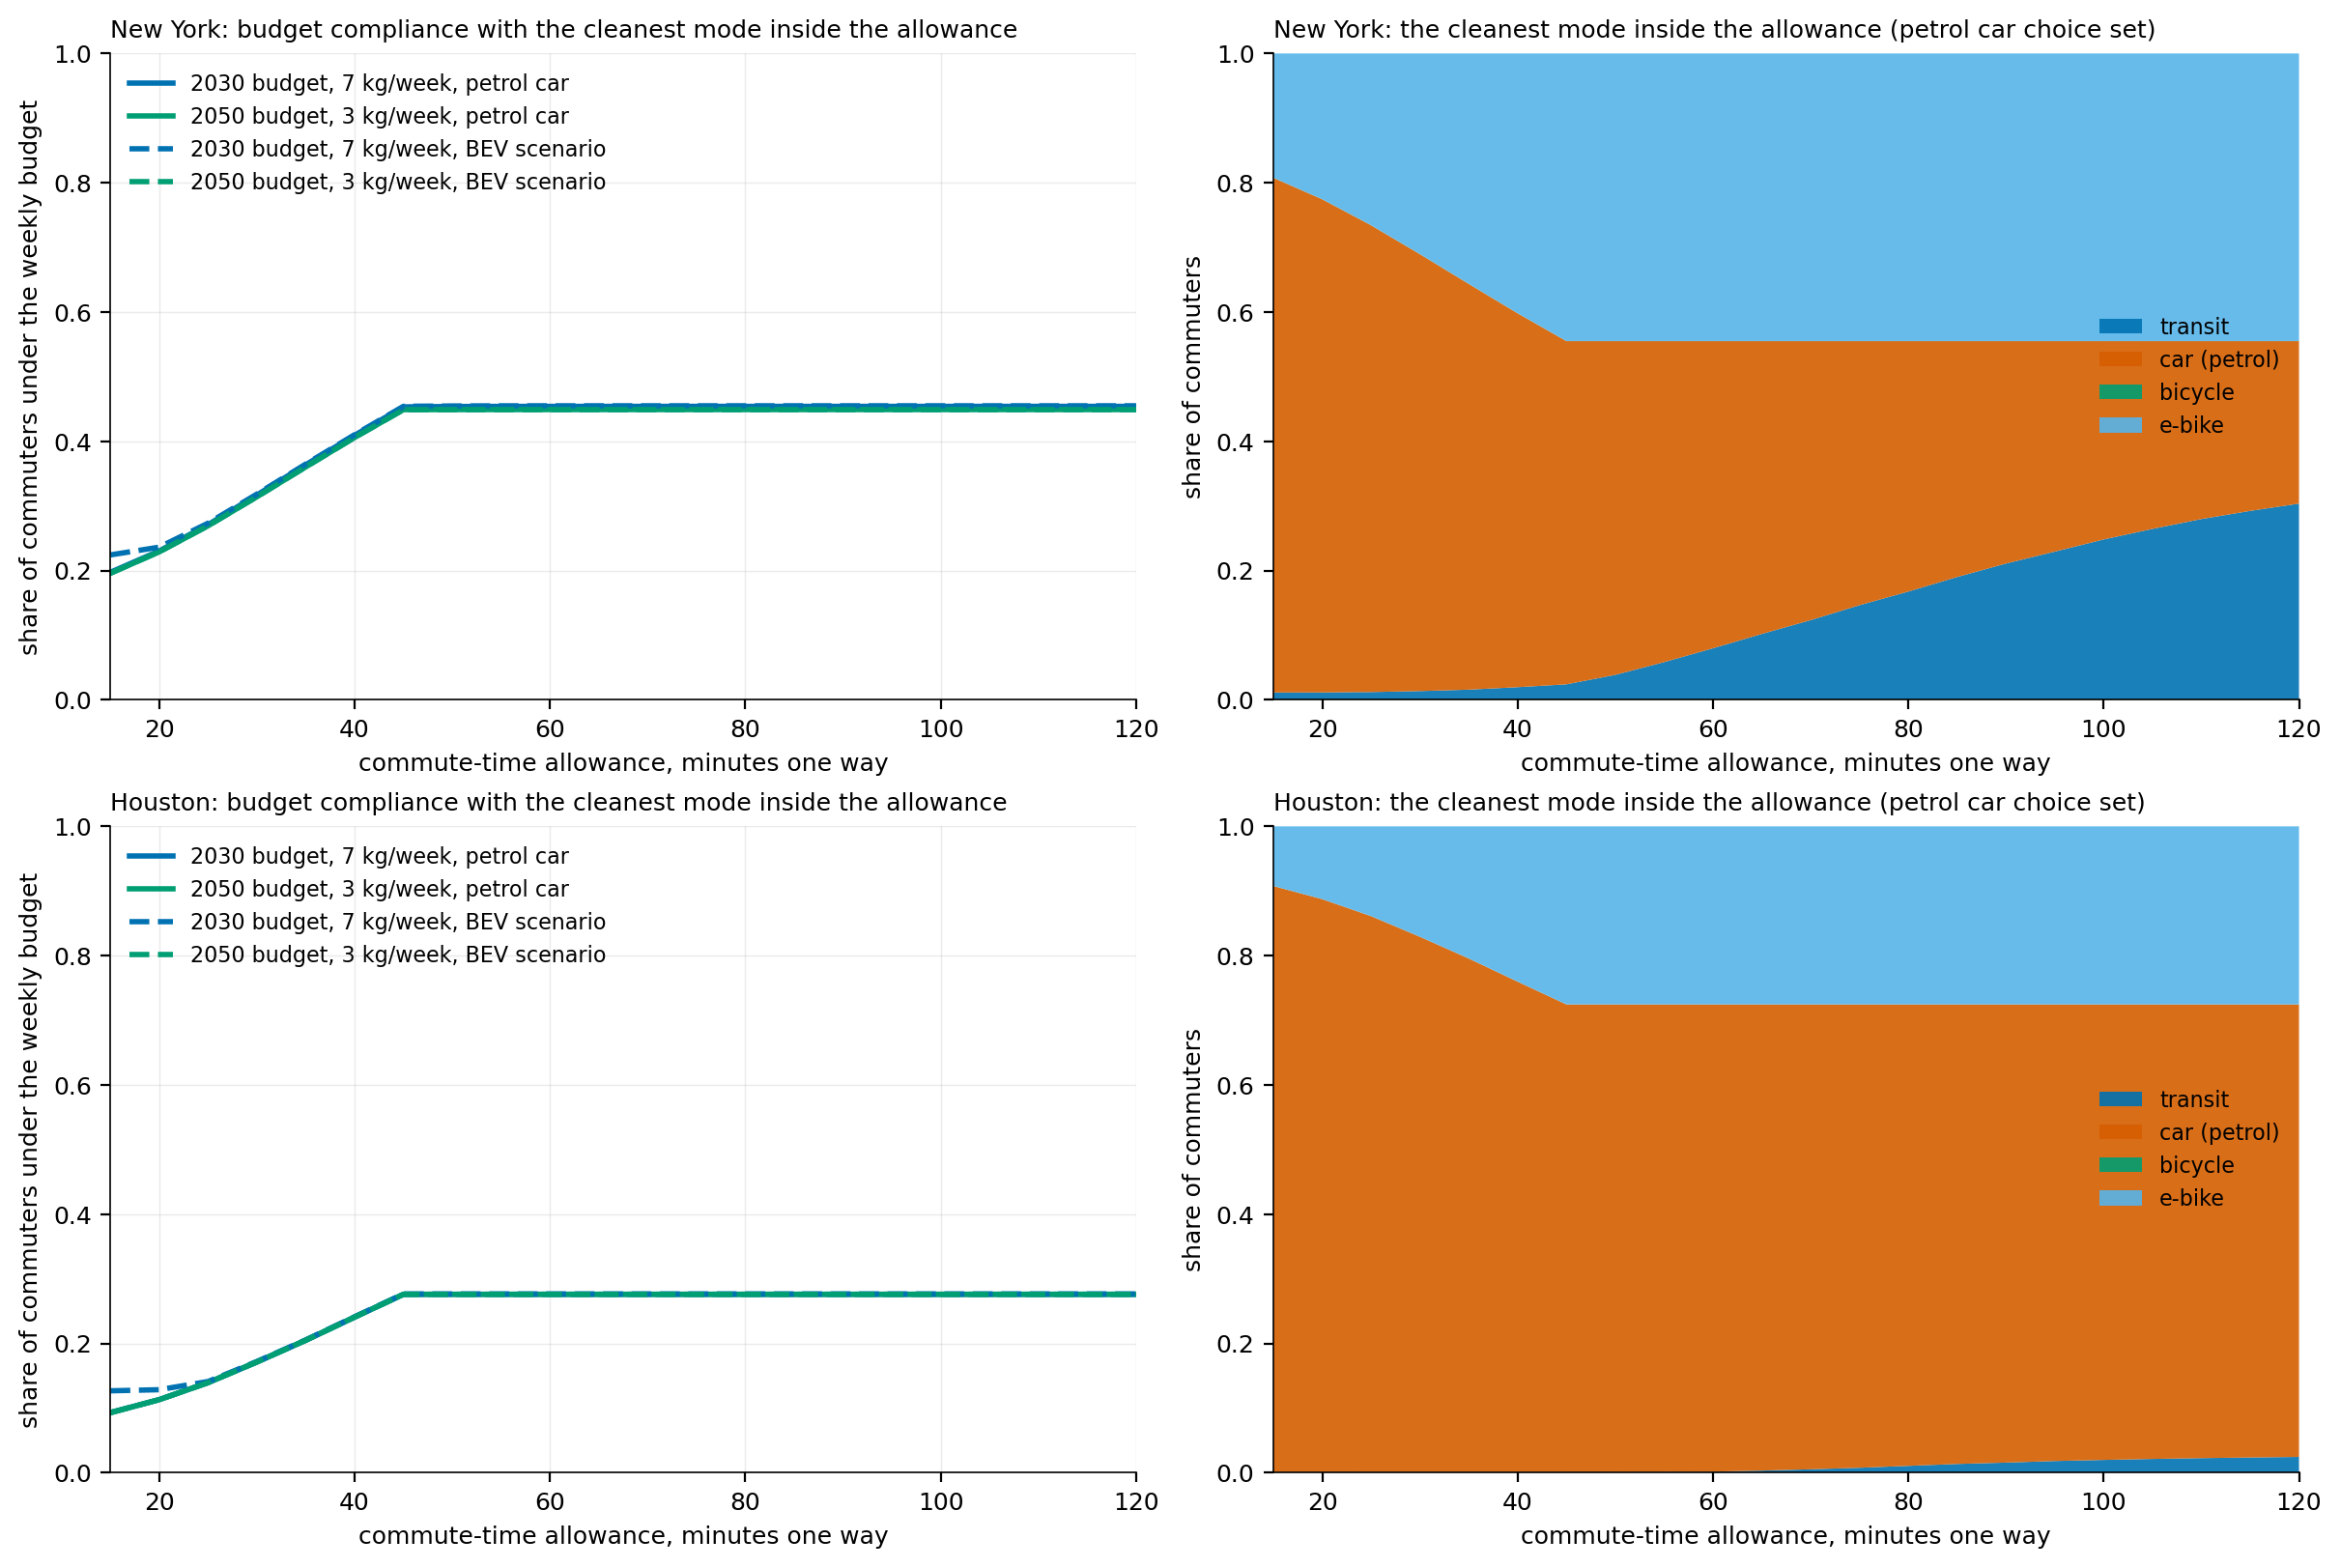 New York: budget compliance with the cleanest mode inside the allowance
1.0
0.8
0.6
0.4
0.2
0.0
share of commuters under the weekly budget
2030 budget, 7 kg/week, petrol car
2050 budget, 3 kg/week, petrol car
2030 budget, 7 kg/week, BEV scenario
2050 budget, 3 kg/week, BEV scenario
20 40 60 80 100 120
commute-time allowance, minutes one way
New York: the cleanest mode inside the allowance (petrol car choice set)
1.0
0.8
0.6
0.4
0.2
0.0
share of commuters
transit
car (petrol)
bicycle
e-bike
20 40 60 80 100 120
commute-time allowance, minutes one way
Houston: budget compliance with the cleanest mode inside the allowance
1.0
0.8
0.6
0.4
0.2
0.0
share of commuters under the weekly budget
2030 budget, 7 kg/week, petrol car
2050 budget, 3 kg/week, petrol car
2030 budget, 7 kg/week, BEV scenario
2050 budget, 3 kg/week, BEV scenario
20 40 60 80 100 120
commute-time allowance, minutes one way
Houston: the cleanest mode inside the allowance (petrol car choice set)
1.0
0.8
0.6
0.4
0.2
0.0
share of commuters
transit
car (petrol)
bicycle
e-bike
20 40 60 80 100 120
commute-time allowance, minutes one way